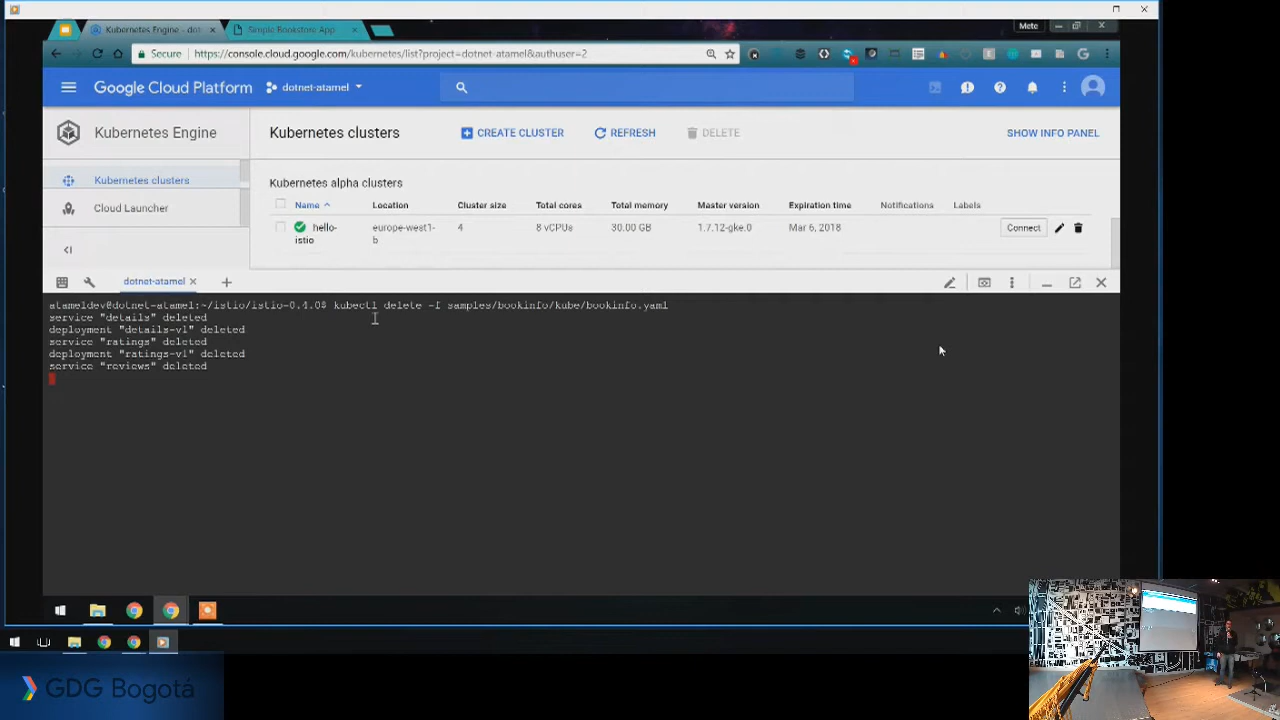 Kubernetes Engine - dot
Simple Bookstore App
Mete
Secure
https://console.cloud.google.com/kubernetes/list?project=dotnet-atamel&authuser=2
Google Cloud Platform
dotnet-atamel
Kubernetes Engine
Kubernetes clusters
CREATE CLUSTER
REFRESH
DELETE
SHOW INFO PANEL
Kubernetes clusters
Cloud Launcher
Kubernetes alpha clusters
Name
Location
Cluster size
Total cores
Total memory
Master version
Expiration time
Notifications
Labels
hello-
istio
europe-west1-
b
4
8 vCPUs
30.00 GB
1.7.12-gke.0
Mar 6, 2018
Connect
dotnet-atamel
atameldev@dotnet-atamel:~/istio/istio-0.4.0$ kubectl delete -f samples/bookinfo/kube/bookinfo.yaml
service "details" deleted
deployment "details-v1" deleted
service "ratings" deleted
deployment "ratings-v1" deleted
service "reviews" deleted
GDG Bogotá